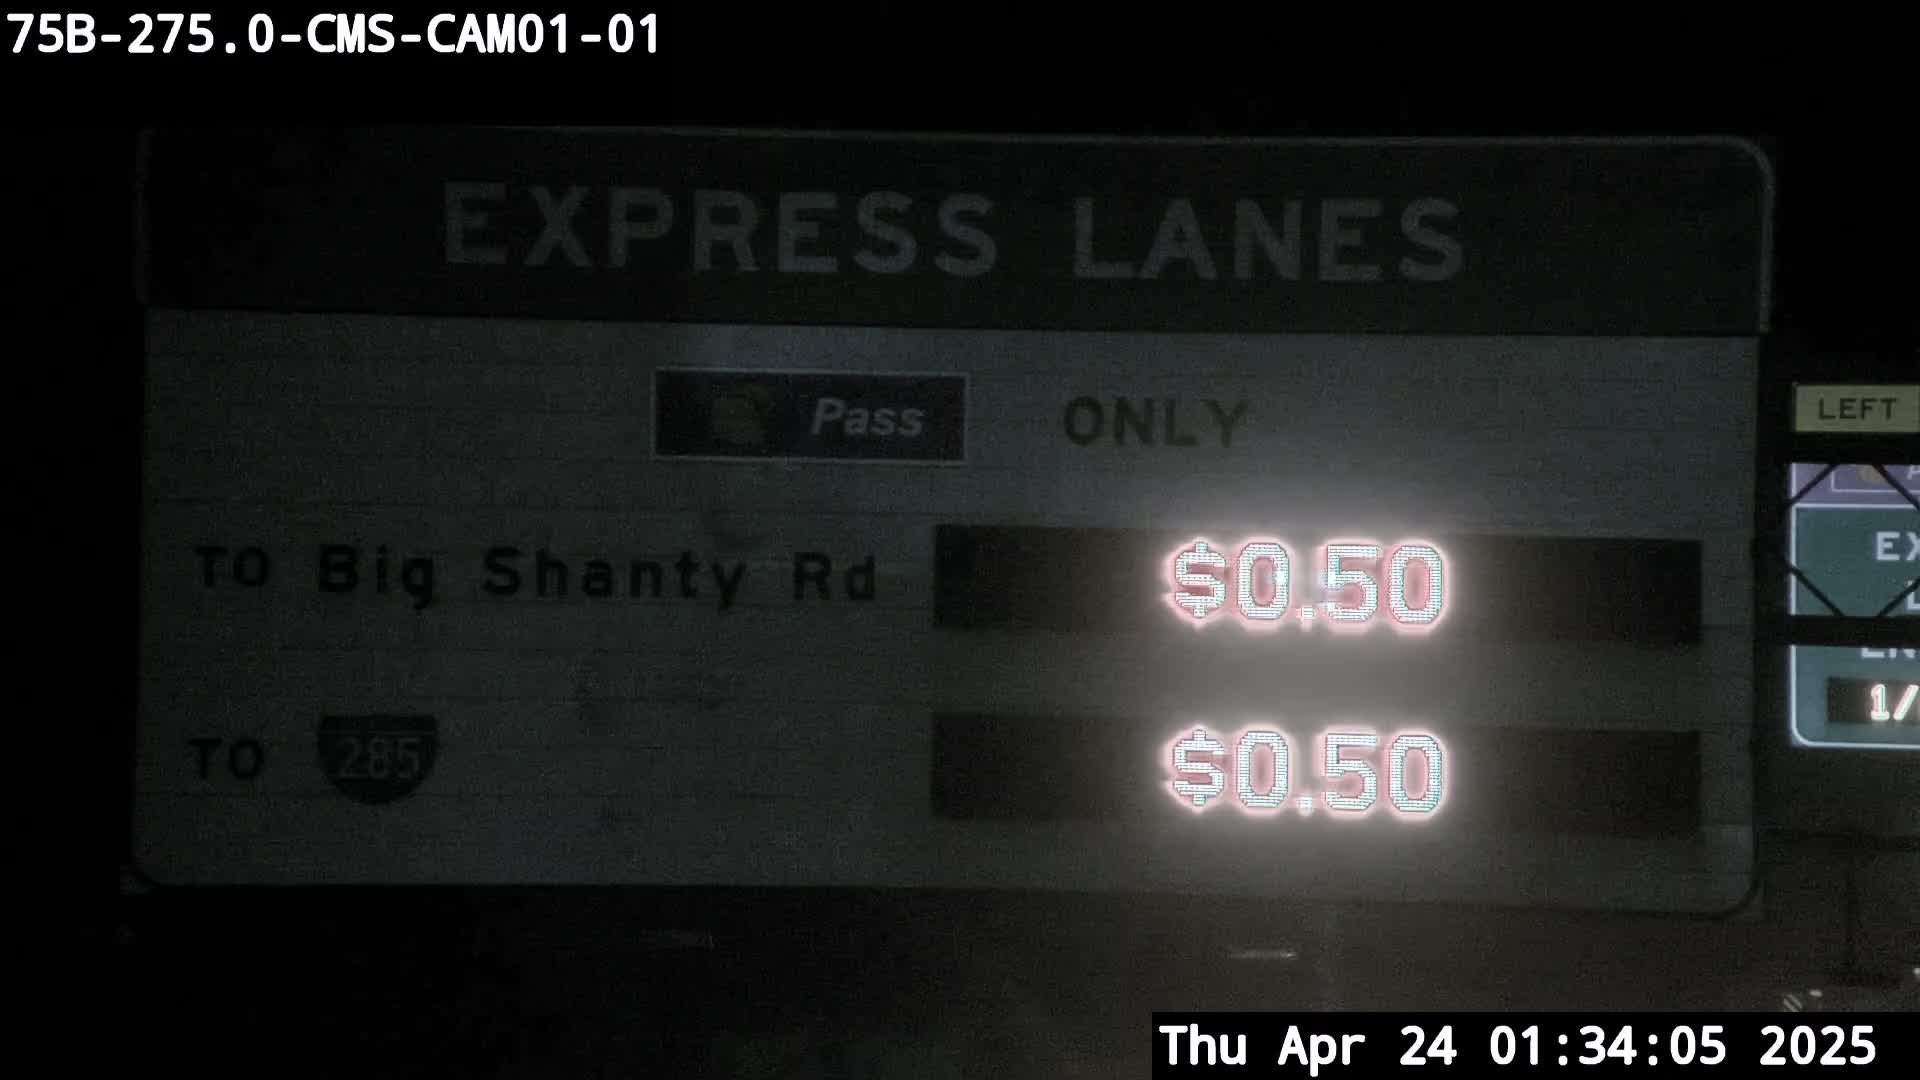 75B-275.0-CMS-CAM01-01
EXPRESS LANES
Pass ONLY
TO Big Shanty Rd $0.50
TO 285 $0.50
LEFT
1/
Thu Apr 24 01:34:05 2025